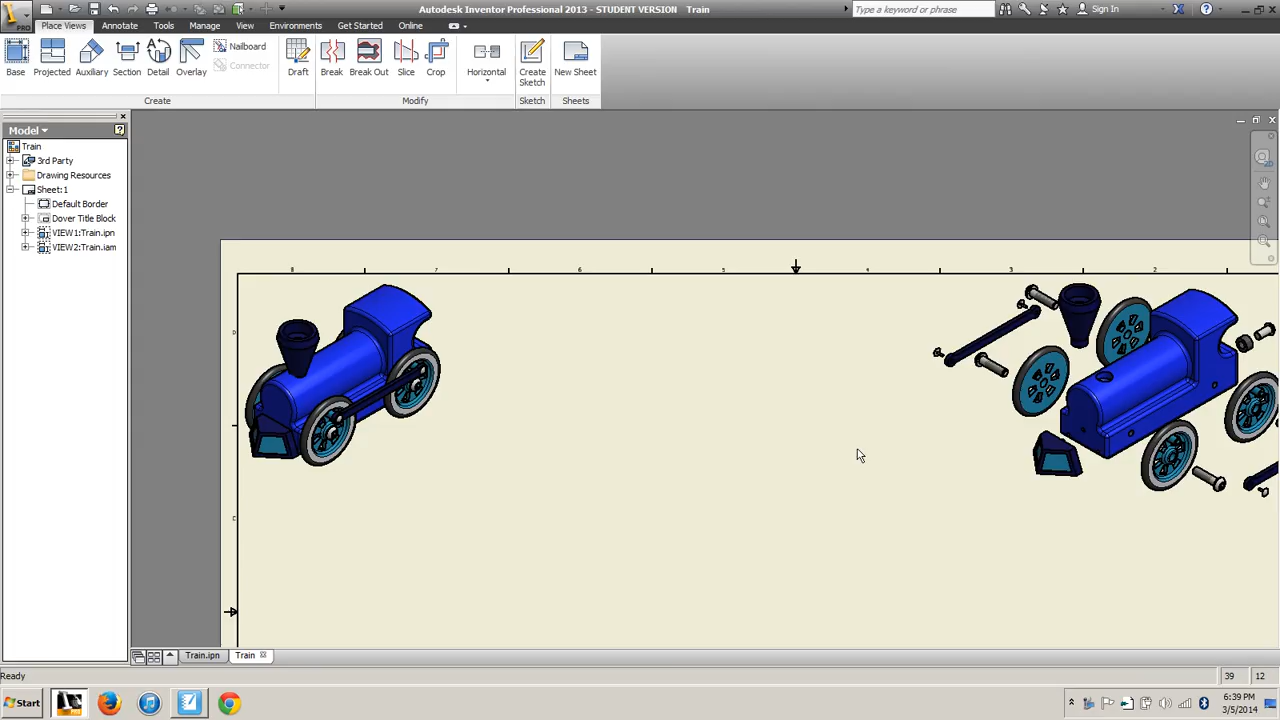 Autodesk Inventor Professional 2013 - STUDENT VERSION Train
Type a keyword or phrase
Sign In
PRO
Place Views
Annotate
Tools
Manage
View
Environments
Get Started
Online
Base
Projected
Auxiliary
Section
Detail
Overlay
Nailboard
Connector
Draft
Break
Break Out
Slice
Crop
Horizontal
Create
Sketch
New Sheet
Create
Modify
Sketch
Sheets
Model
Train
3rd Party
Drawing Resources
Sheet:1
Default Border
Dover Title Block
VIEW1:Train.ipn
VIEW2:Train.iam
8
7
6
5
4
3
2
D
C
Train.ipn
Train
Ready
39
12
Start
6:39 PM
3/5/2014